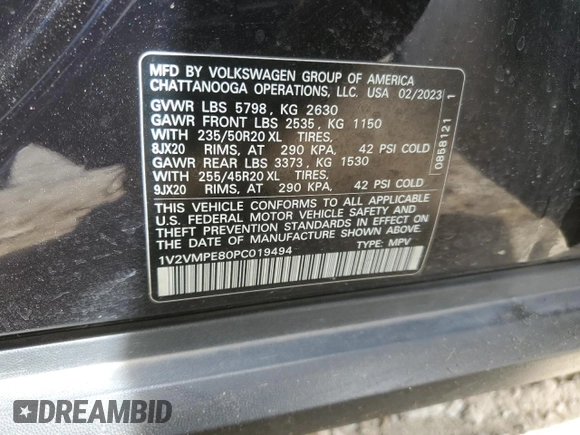 MFD BY VOLKSWAGEN GROUP OF AMERICA
CHATTANOOGA OPERATIONS, LLC. USA 02/2023
GVWR LBS 5798, KG 2630
GAWR FRONT LBS 2535, KG 1150
WITH 235/50R20 XL TIRES,
8JX20 RIMS, AT 290 KPA, 42 PSI COLD
GAWR REAR LBS 3373, KG 1530
WITH 255/45R20 XL TIRES,
9JX20 RIMS, AT 290 KPA, 42 PSI COLD
THIS VEHICLE CONFORMS TO ALL APPLICABLE
U.S. FEDERAL MOTOR VEHICLE SAFETY AND
THEFT PREVENTION STANDARDS IN EFFECT ON
THE DATE OF MANUFACTURE SHOWN ABOVE.
1V2VMPE80PC019494 TYPE: MPV
0858121 1
DREAMBID